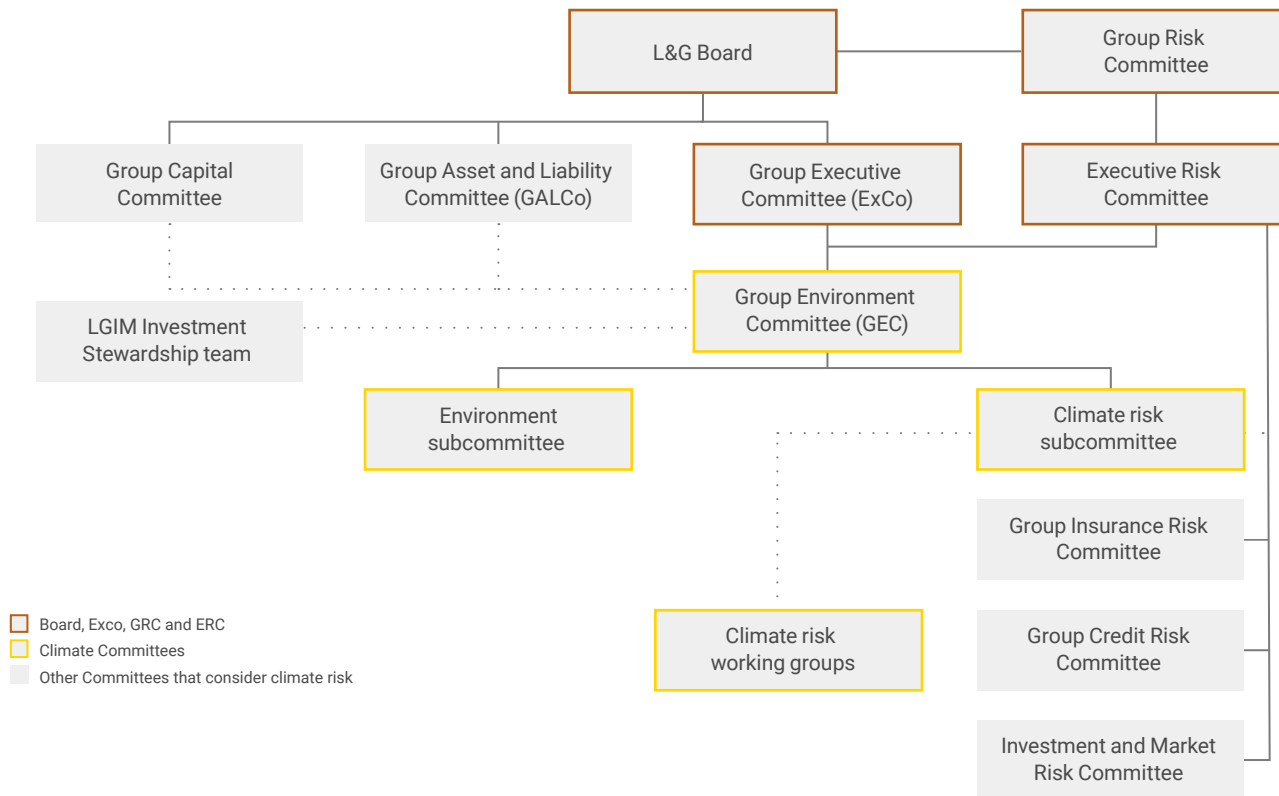 L&G Board
Group Risk
Committee
Group Capital
Committee
Group Asset and Liability
Committee (GALCo)
Group Executive
Committee (ExCo)
Executive Risk
Committee
Group Environment
Committee (GEC)
LGIM Investment
Stewardship team
Environment
subcommittee
Climate risk
subcommittee
Group Insurance Risk
Committee
Climate risk
working groups
Group Credit Risk
Committee
Investment and Market
Risk Committee
Board, Exco, GRC and ERC
Climate Committees
Other Committees that consider climate risk